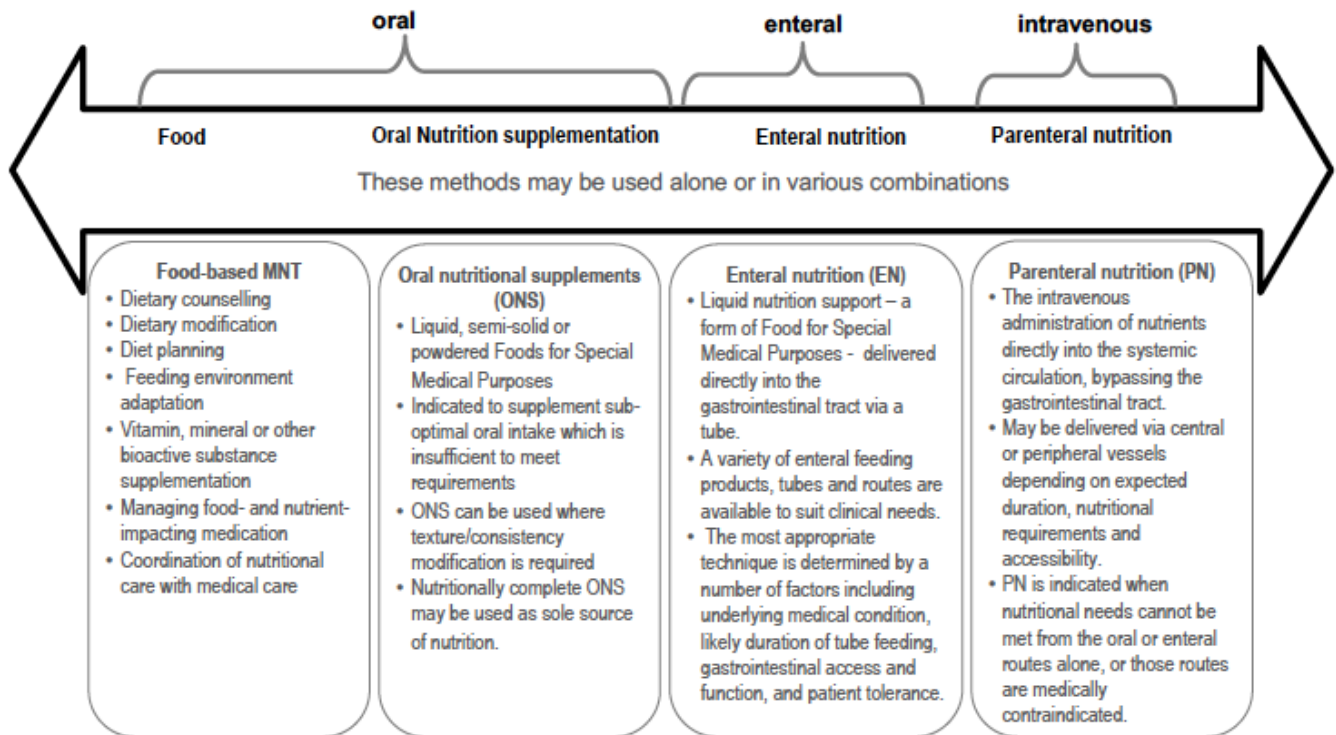 oral
enteral
intravenous
Food
Oral Nutrition supplementation
Enteral nutrition
Parenteral nutrition
These methods may be used alone or in various combinations
Food-based MNT
• Dietary counselling
• Dietary modification
• Diet planning
• Feeding environment
adaptation
• Vitamin, mineral or other
bioactive substance
supplementation
• Managing food- and nutrient-
impacting medication
• Coordination of nutritional
care with medical care
Oral nutritional supplements
(ONS)
• Liquid, semi-solid or
powdered Foods for Special
Medical Purposes
• Indicated to supplement sub-
optimal oral intake which is
insufficient to meet
requirements
• ONS can be used where
texture/consistency
modification is required
• Nutritionally complete ONS
may be used as sole source
of nutrition.
Enteral nutrition (EN)
• Liquid nutrition support – a
form of Food for Special
Medical Purposes - delivered
directly into the
gastrointestinal tract via a
tube.
• A variety of enteral feeding
products, tubes and routes are
available to suit clinical needs.
• The most appropriate
technique is determined by a
number of factors including
underlying medical condition,
likely duration of tube feeding,
gastrointestinal access and
function, and patient tolerance.
Parenteral nutrition (PN)
• The intravenous
administration of nutrients
directly into the systemic
circulation, bypassing the
gastrointestinal tract.
• May be delivered via central
or peripheral vessels
depending on expected
duration, nutritional
requirements and
accessibility.
• PN is indicated when
nutritional needs cannot be
met from the oral or enteral
routes alone, or those routes
are medically
contraindicated.